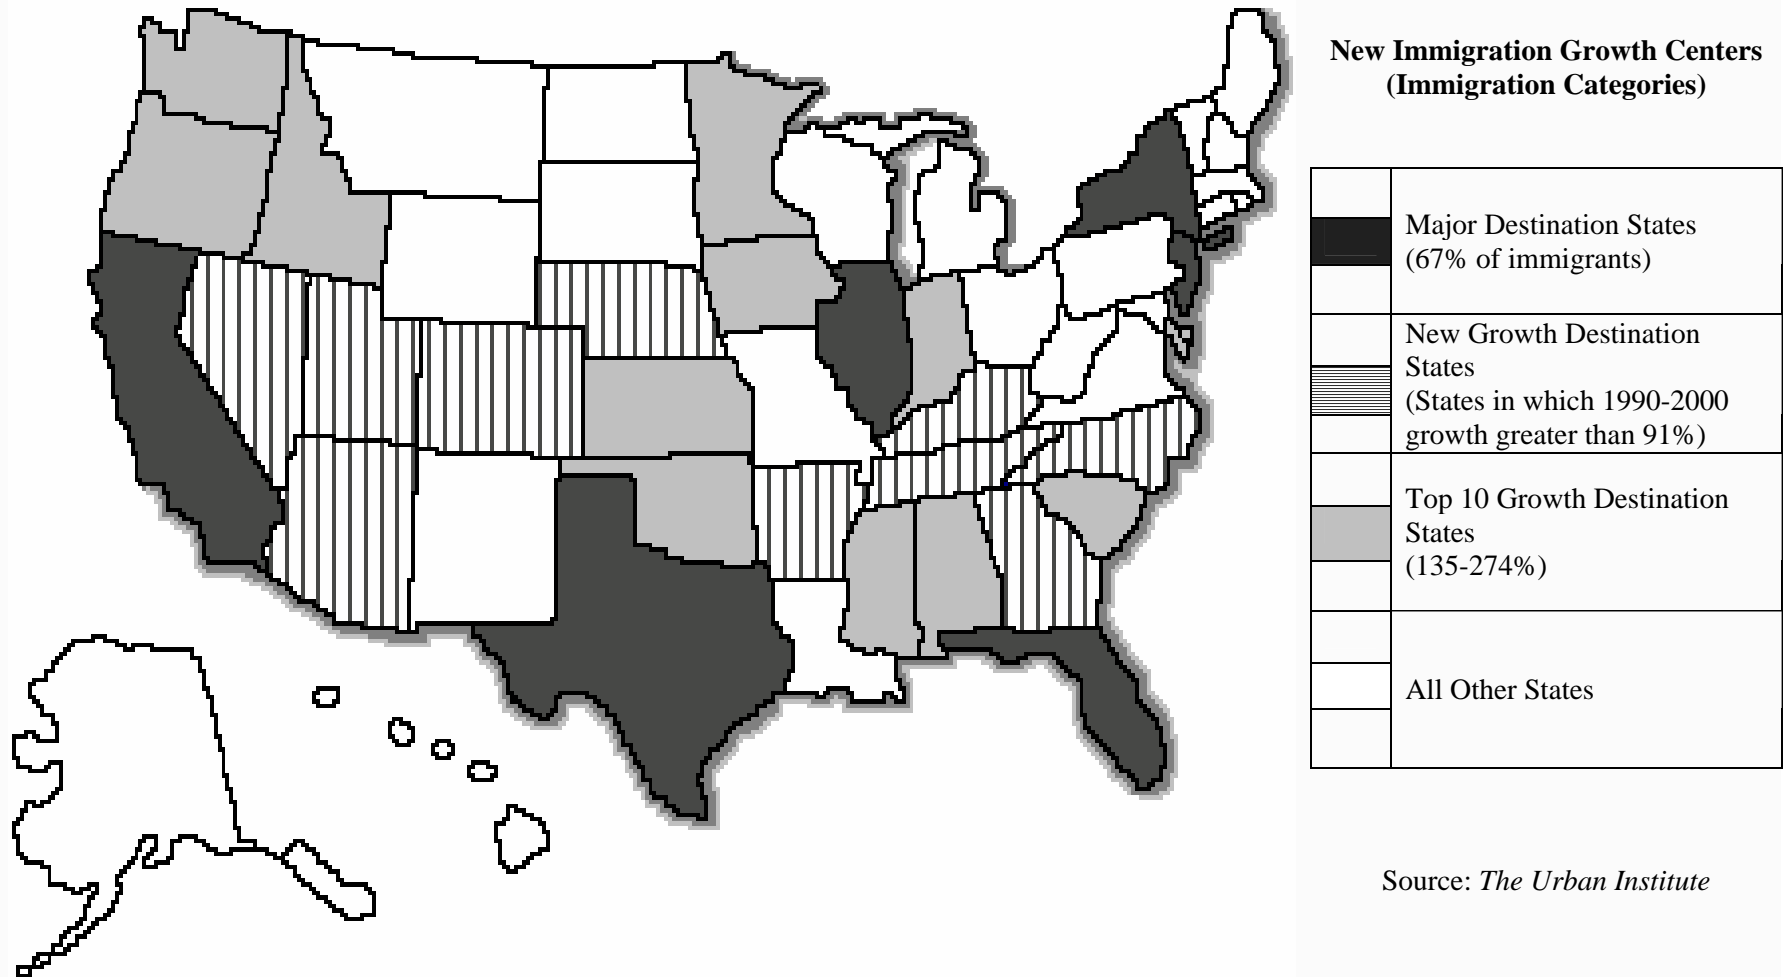 New Immigration Growth Centers
(Immigration Categories)
Major Destination States
(67% of immigrants)
New Growth Destination
States
(States in which 1990-2000
growth greater than 91%)
Top 10 Growth Destination
States
(135-274%)
All Other States
Source: The Urban Institute